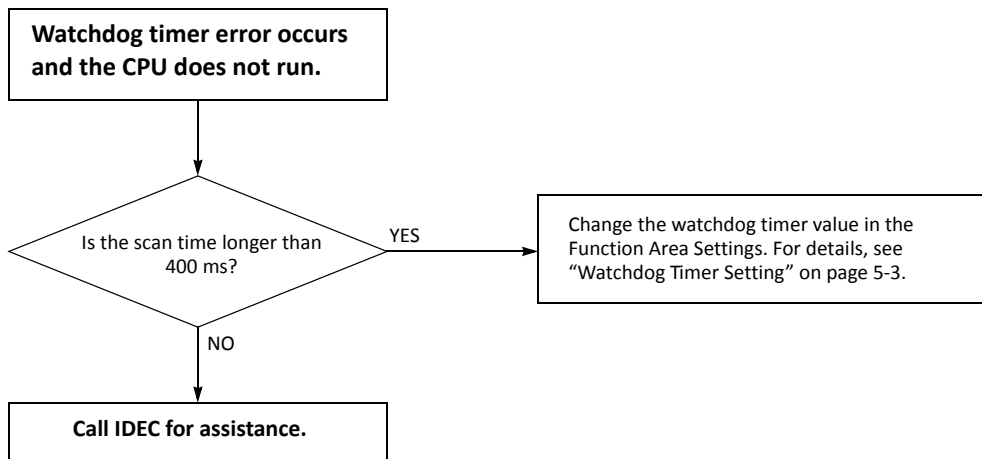 Watchdog timer error occurs
and the CPU does not run.
Is the scan time longer than
400 ms?
YES
Change the watchdog timer value in the
Function Area Settings. For details, see
“Watchdog Timer Setting” on page 5-3.
NO
Call IDEC for assistance.